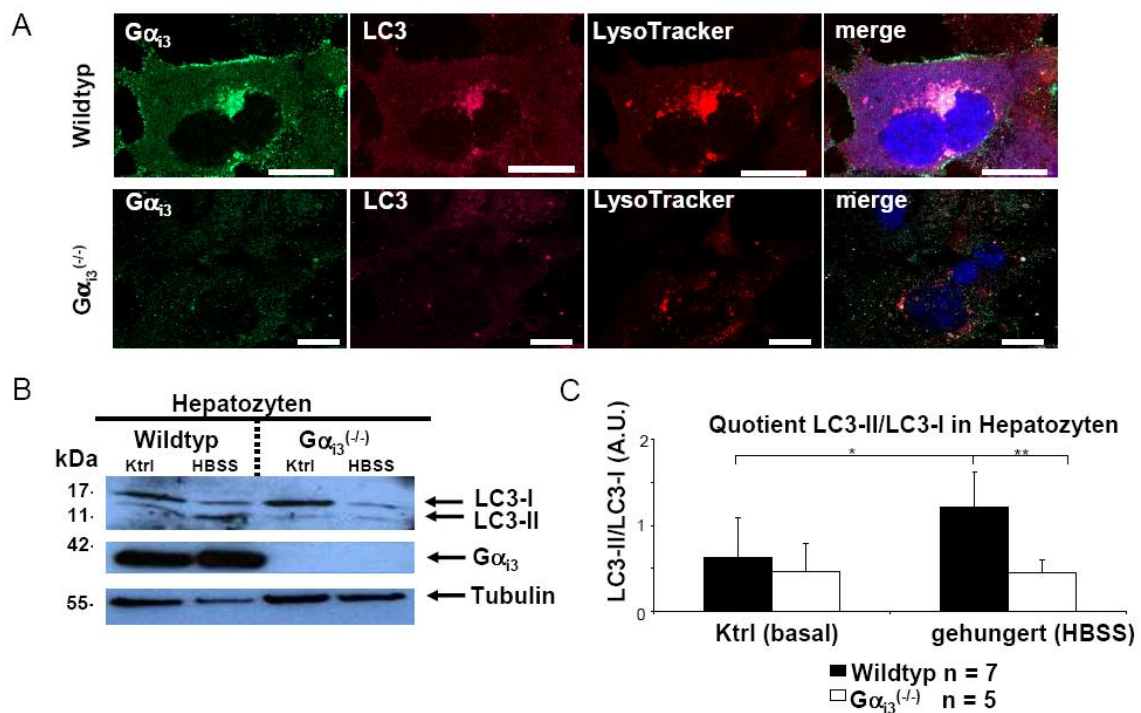 A
Gαi3 LC3 LysoTracker merge
Wildtyp
Gαi3 LC3 LysoTracker merge
Gαi3(-/-)
B
Hepatozyten
Wildtyp Gαi3(-/-)
kDa Ktrl HBSS Ktrl HBSS
17
11
LC3-I
LC3-II
42
Gαi3
55
Tubulin
C
Quotient LC3-II/LC3-I in Hepatozyten
LC3-II/LC3-I (A.U.)
2
1
0
* **
Ktrl (basal) gehungert (HBSS)
Wildtyp n = 7
Gαi3(-/-) n = 5